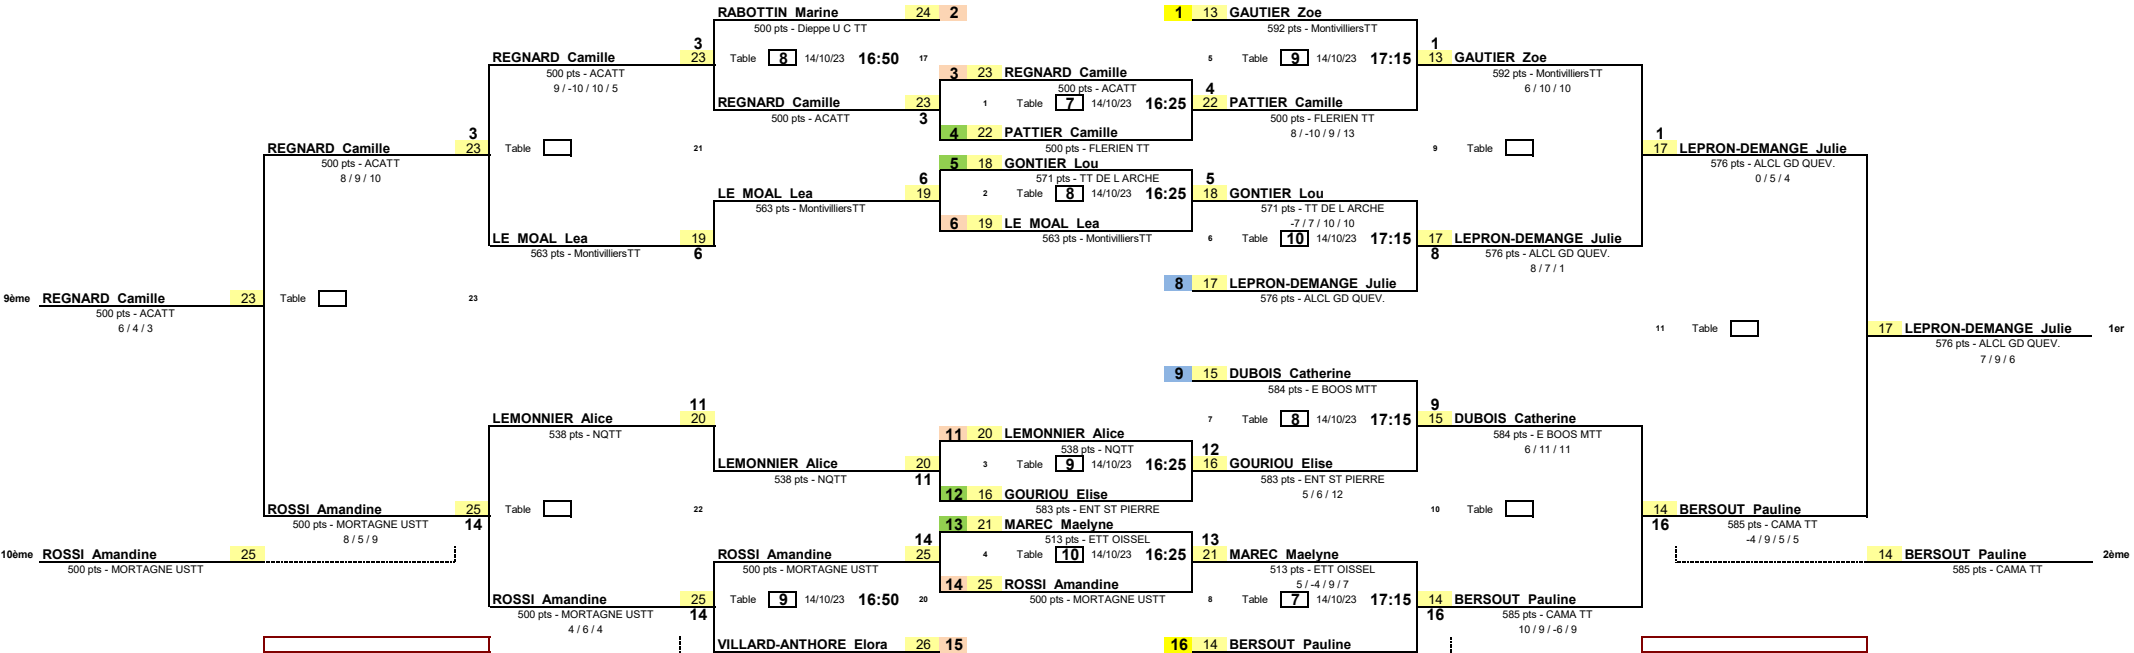 RABOTTIN Marine 24 2 1 13 GAUTIER Zoe
500 pts - Dieppe U C TT 592 pts - MontivilliersTT
3 1
REGNARD Camille 23 Table 8 14/10/23 16:50 17 5 Table 9 14/10/23 17:15 13 GAUTIER Zoe
500 pts - ACATT 3 23 REGNARD Camille 592 pts - MontivilliersTT
9 / -10 / 10 / 5 500 pts - ACATT 4 6 / 10 / 10
REGNARD Camille 23 1 Table 7 14/10/23 16:25 22 PATTIER Camille
500 pts - ACATT 3 500 pts - FLERIEN TT
3 4 22 PATTIER Camille 8 / -10 / 9 / 13 1
REGNARD Camille 23 Table 21 500 pts - FLERIEN TT 9 Table 17 LEPRON-DEMANGE Julie
500 pts - ACATT 5 18 GONTIER Lou 576 pts - ALCL GD QUEV.
8 / 9 / 10 6 571 pts - TT DE L ARCHE 5 0 / 5 / 4
LE MOAL Lea 19 2 Table 8 14/10/23 16:25 18 GONTIER Lou
563 pts - MontivilliersTT 571 pts - TT DE L ARCHE
6 19 LE MOAL Lea -7 / 7 / 10 / 10
LE MOAL Lea 19 563 pts - MontivilliersTT 6 Table 10 14/10/23 17:15 17 LEPRON-DEMANGE Julie
563 pts - MontivilliersTT 6 8 576 pts - ALCL GD QUEV.
8 / 7 / 1
8 17 LEPRON-DEMANGE Julie
9ème REGNARD Camille 23 Table 23 576 pts - ALCL GD QUEV.
500 pts - ACATT
6 / 4 / 3 11 Table 17 LEPRON-DEMANGE Julie 1er
576 pts - ALCL GD QUEV.
7 / 9 / 6
9 15 DUBOIS Catherine
584 pts - E BOOS MTT
11 9
LEMONNIER Alice 20 7 Table 8 14/10/23 17:15 15 DUBOIS Catherine
538 pts - NQTT 11 20 LEMONNIER Alice 584 pts - E BOOS MTT
538 pts - NQTT 12 6 / 11 / 11
LEMONNIER Alice 20 3 Table 9 14/10/23 16:25 16 GOURIOU Elise
538 pts - NQTT 11 583 pts - ENT ST PIERRE
12 16 GOURIOU Elise 5 / 6 / 12
ROSSI Amandine 25 Table 22 583 pts - ENT ST PIERRE 10 Table 14 BERSOUT Pauline
500 pts - MORTAGNE USTT 14 13 21 MAREC Maelyne 16 585 pts - CAMA TT
8 / 5 / 9 14 513 pts - ETT OISSEL 13 -4 / 9 / 5 / 5
10ème ROSSI Amandine 25 ROSSI Amandine 25 4 Table 10 14/10/23 16:25 21 MAREC Maelyne 14 BERSOUT Pauline 2ème
500 pts - MORTAGNE USTT 500 pts - MORTAGNE USTT 513 pts - ETT OISSEL 585 pts - CAMA TT
14 25 ROSSI Amandine 5 / -4 / 9 / 7
ROSSI Amandine 25 Table 9 14/10/23 16:50 20 500 pts - MORTAGNE USTT 8 Table 7 14/10/23 17:15 14 BERSOUT Pauline
500 pts - MORTAGNE USTT 14 16 585 pts - CAMA TT
4 / 6 / 4 10 / 9 / -6 / 9
VILLARD-ANTHORE Elora 26 15 16 14 BERSOUT Pauline